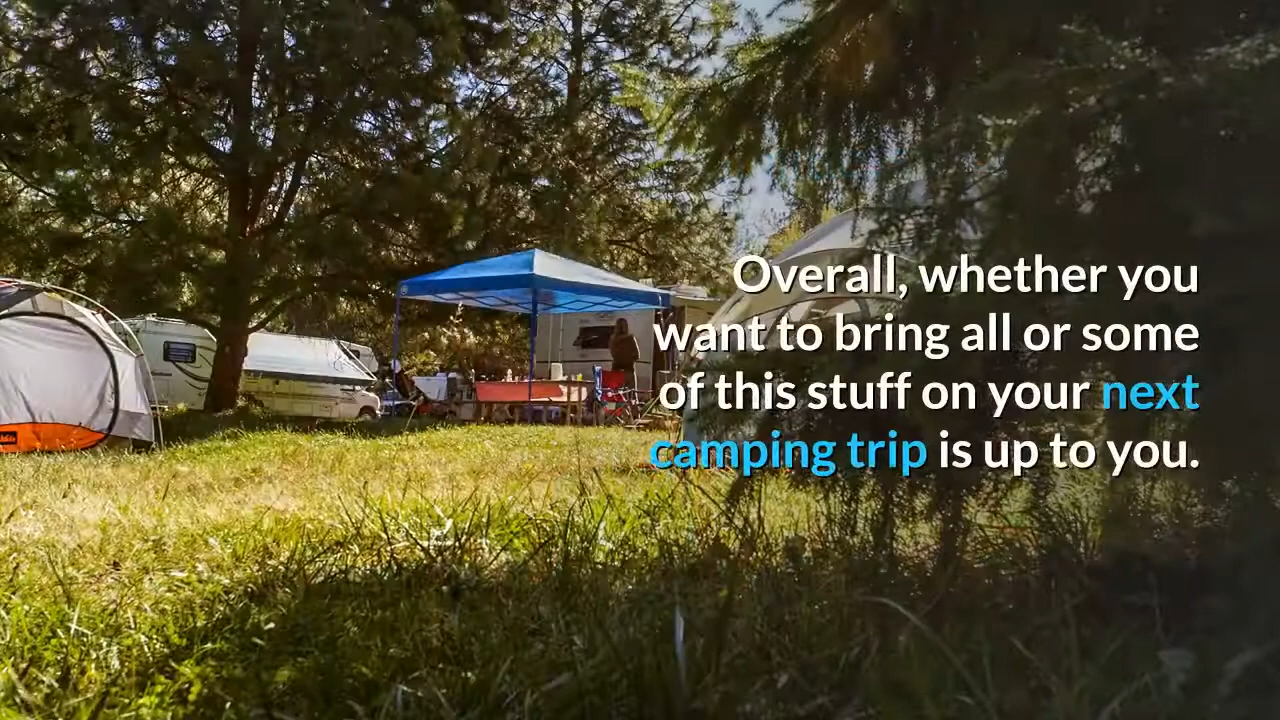 Overall, whether you
want to bring all or some
of this stuff on your next
camping trip is up to you.